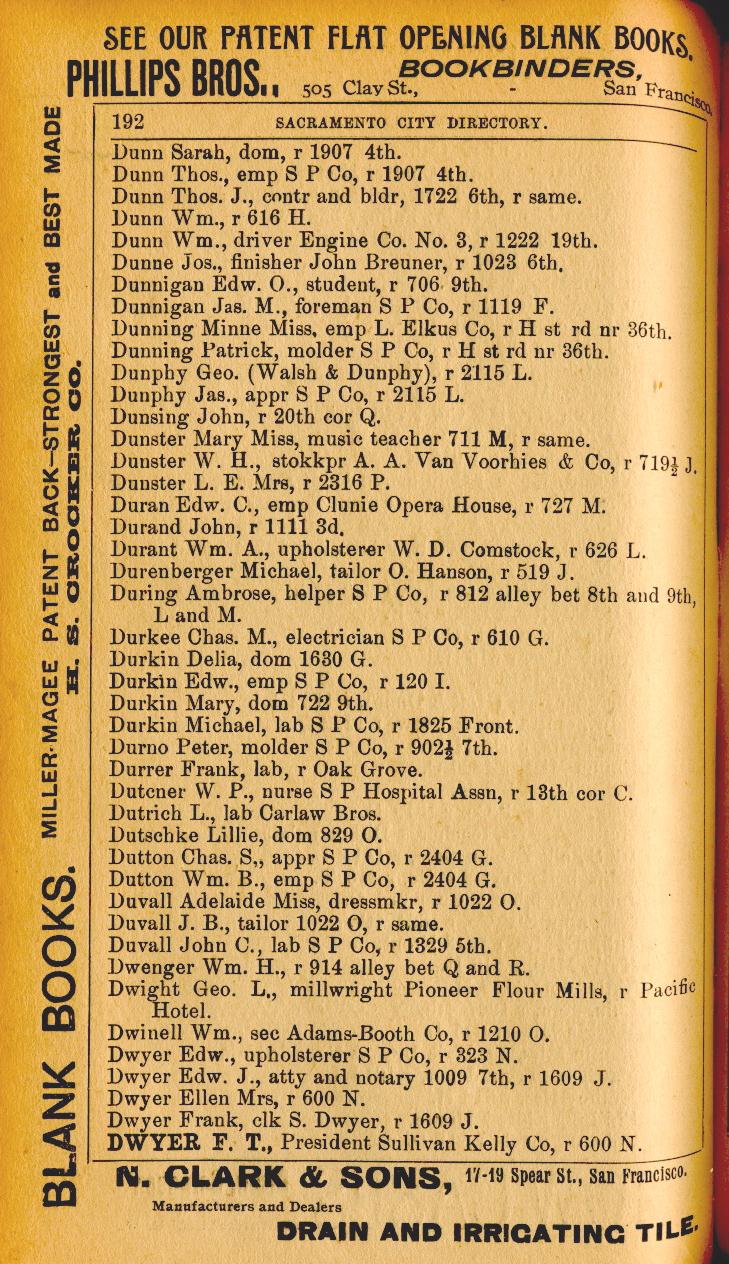 SEE OUR PATENT FLAT OPENING BLANK BOOKS.
PHILLIPS BROS., 505 Clay St., - BOOKBINDERS, San Francisco.
192 SACRAMENTO CITY DIRECTORY.
Dunn Sarah, dom, r 1907 4th.
Dunn Thos., emp S P Co, r 1907 4th.
Dunn Thos. J., contr and bldr, 1722 6th, r same.
Dunn Wm., r 616 H.
Dunn Wm., driver Engine Co. No. 3, r 1222 19th.
Dunne Jos., finisher John Breuner, r 1023 6th.
Dunnigan Edw. O., student, r 706 9th.
Dunnigan Jas. M., foreman S P Co, r 1119 F.
Dunning Minne Miss, emp L. Elkus Co, r H st rd nr 36th.
Dunning Patrick, molder S P Co, r H st rd nr 36th.
Dunphy Geo. (Walsh & Dunphy), r 2115 L.
Dunphy Jas., appr S P Co, r 2115 L.
Dunsing John, r 20th cor Q.
Dunster Mary Miss, music teacher 711 M, r same.
Dunster W. H., stokkpr A. A. Van Voorhies & Co, r 719½ J.
Dunster L. E. Mrs, r 2316 P.
Duran Edw. C., emp Clunie Opera House, r 727 M.
Durand John, r 1111 3d.
Durant Wm. A., upholsterer W. D. Comstock, r 626 L.
Durenberger Michael, tailor O. Hanson, r 519 J.
During Ambrose, helper S P Co, r 812 alley bet 8th and 9th,
L and M.
Durkee Chas. M., electrician S P Co, r 610 G.
Durkin Delia, dom 1630 G.
Durkin Edw., emp S P Co, r 120 I.
Durkin Mary, dom 722 9th.
Durkin Michael, lab S P Co, r 1825 Front.
Durno Peter, molder S P Co, r 902½ 7th.
Durrer Frank, lab, r Oak Grove.
Dutcner W. P., nurse S P Hospital Assn, r 13th cor C.
Dutrich L., lab Carlaw Bros.
Dutschke Lillie, dom 829 O.
Dutton Chas. S,, appr S P Co, r 2404 G.
Dutton Wm. B., emp S P Co, r 2404 G.
Duvall Adelaide Miss, dressmkr, r 1022 O.
Duvall J. B., tailor 1022 O, r same.
Duvall John C., lab S P Co, r 1329 5th.
Dwenger Wm. H., r 914 alley bet Q and R.
Dwight Geo. L., millwright Pioneer Flour Mills, r Pacific
Hotel.
Dwinell Wm., sec Adams-Booth Co, r 1210 O.
Dwyer Edw., upholsterer S P Co, r 323 N.
Dwyer Edw. J., atty and notary 1009 7th, r 1609 J.
Dwyer Ellen Mrs, r 600 N.
Dwyer Frank, clk S. Dwyer, r 1609 J.
DWYER F. T., President Sullivan Kelly Co, r 600 N.
N. CLARK & SONS, 17-19 Spear St., San Francisco.
Manufacturers and Dealers
DRAIN AND IRRIGATING TILE.
BLANK BOOKS. MILLER-MAGEE PATENT BACK—STRONGEST and BEST MADE
H. S. CROCKER CO.